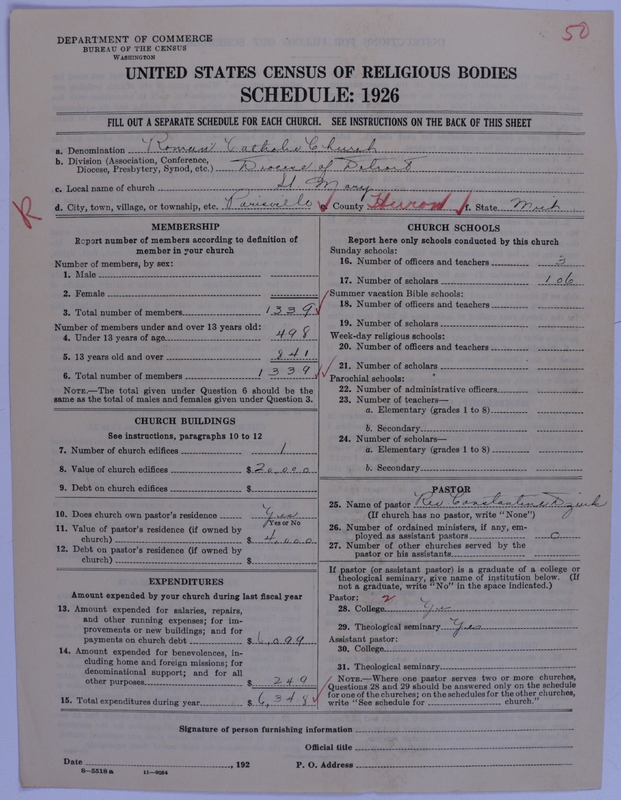 50
DEPARTMENT OF COMMERCE
BUREAU OF THE CENSUS
WASHINGTON
UNITED STATES CENSUS OF RELIGIOUS BODIES
SCHEDULE: 1926
FILL OUT A SEPARATE SCHEDULE FOR EACH CHURCH. SEE INSTRUCTIONS ON THE BACK OF THIS SHEET
a. Denomination Roman Catholic Church
b. Division (Association, Conference,
Diocese, Presbytery, Synod, etc.) Diocese of Detroit
c. Local name of church St Mary
R
d. City, town, village, or township, etc. Parisville e. County Huron f. State Mich
MEMBERSHIP
Report number of members according to definition of
member in your church
Number of members, by sex:
1. Male
2. Female
3. Total number of members 1339
Number of members under and over 13 years old:
4. Under 13 years of age 498
5. 13 years old and over 841
6. Total number of members 1339
NOTE.—The total given under Question 6 should be the
same as the total of males and females given under Question 3.
CHURCH BUILDINGS
See instructions, paragraphs 10 to 12
7. Number of church edifices 1
8. Value of church edifices $20,000
9. Debt on church edifices $
10. Does church own pastor's residence Yes
Yes or No
11. Value of pastor's residence (if owned by
church) $4,000
12. Debt on pastor's residence (if owned by
church) $
EXPENDITURES
Amount expended by your church during last fiscal year
13. Amount expended for salaries, repairs,
and other running expenses; for im-
provements or new buildings; and for
payments on church debt $6,099
14. Amount expended for benevolences, in-
cluding home and foreign missions; for
denominational support; and for all
other purposes $249
15. Total expenditures during year $6,348
CHURCH SCHOOLS
Report here only schools conducted by this church
Sunday schools:
16. Number of officers and teachers 3
17. Number of scholars 106
Summer vacation Bible schools:
18. Number of officers and teachers
19. Number of scholars
Week-day religious schools:
20. Number of officers and teachers
21. Number of scholars
Parochial schools:
22. Number of administrative officers
23. Number of teachers—
a. Elementary (grades 1 to 8)
b. Secondary
24. Number of scholars—
a. Elementary (grades 1 to 8)
b. Secondary
PASTOR
25. Name of pastor Rev Constantine Dziuk
(If church has no pastor, write "None")
26. Number of ordained ministers, if any, em-
ployed as assistant pastors 0
27. Number of other churches served by the
pastor or his assistants
If pastor (or assistant pastor) is a graduate of a college or
theological seminary, give name of institution below. (If
not a graduate, write "No" in the space indicated.)
Pastor: 2
28. College Yes
29. Theological seminary Yes
Assistant pastor:
30. College
31. Theological seminary
NOTE.—Where one pastor serves two or more churches,
Questions 28 and 29 should be answered only on the schedule
for one of the churches; on the schedules for the other churches,
write "See schedule for church."
Signature of person furnishing information
Official title
Date , 192 P. O. Address
8—5518a 11—9064